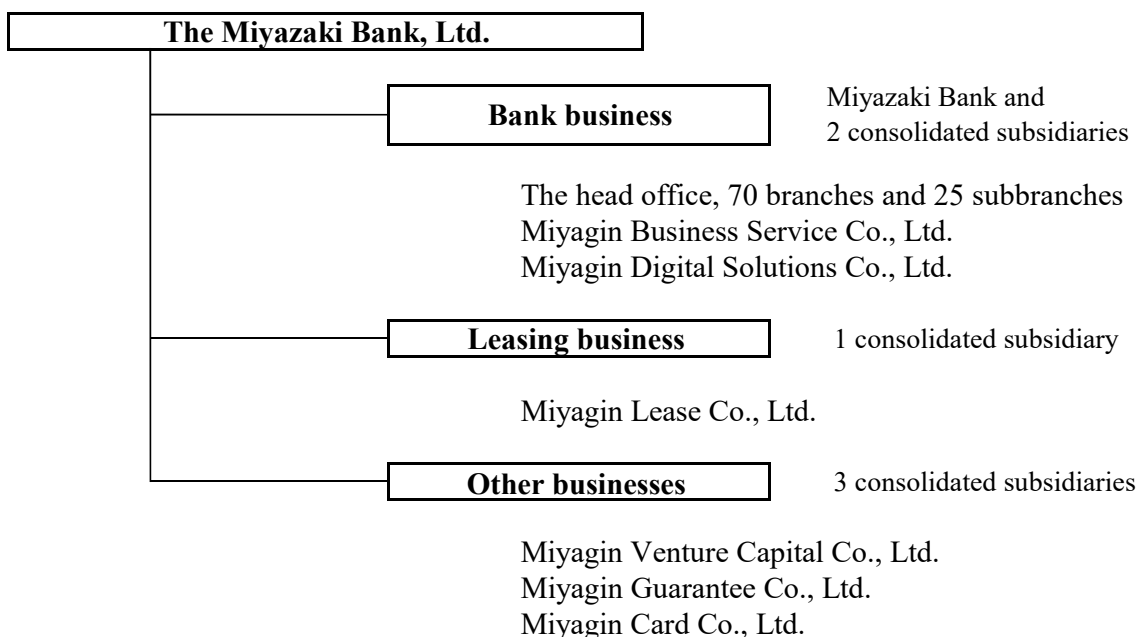 The Miyazaki Bank, Ltd.
Bank business
Miyazaki Bank and
2 consolidated subsidiaries
The head office, 70 branches and 25 subbranches
Miyagin Business Service Co., Ltd.
Miyagin Digital Solutions Co., Ltd.
Leasing business
1 consolidated subsidiary
Miyagin Lease Co., Ltd.
Other businesses
3 consolidated subsidiaries
Miyagin Venture Capital Co., Ltd.
Miyagin Guarantee Co., Ltd.
Miyagin Card Co., Ltd.